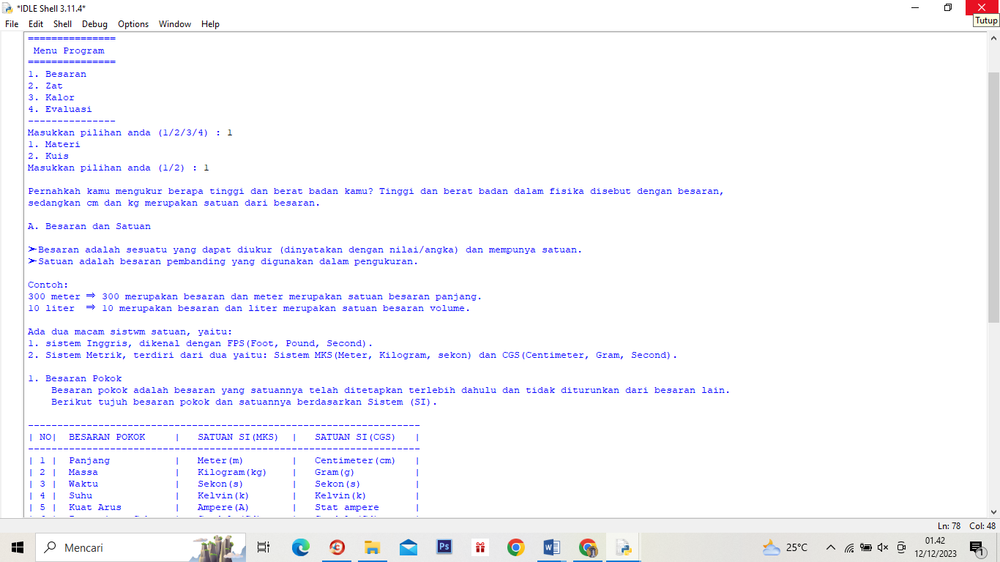 *IDLE Shell 3.11.4*
Tutup
File Edit Shell Debug Options Window Help
===============
Menu Program
===============
1. Besaran
2. Zat
3. Kalor
4. Evaluasi
---------------
Masukkan pilihan anda (1/2/3/4) : 1
1. Materi
2. Kuis
Masukkan pilihan anda (1/2) : 1
Pernahkah kamu mengukur berapa tinggi dan berat badan kamu? Tinggi dan berat badan dalam fisika disebut dengan besaran,
sedangkan cm dan kg merupakan satuan dari besaran.
A. Besaran dan Satuan
➢Besaran adalah sesuatu yang dapat diukur (dinyatakan dengan nilai/angka) dan mempunya satuan.
➢Satuan adalah besaran pembanding yang digunakan dalam pengukuran.
Contoh:
300 meter ⇒ 300 merupakan besaran dan meter merupakan satuan besaran panjang.
10 liter ⇒ 10 merupakan besaran dan liter merupakan satuan besaran volume.
Ada dua macam sistwm satuan, yaitu:
1. sistem Inggris, dikenal dengan FPS(Foot, Pound, Second).
2. Sistem Metrik, terdiri dari dua yaitu: Sistem MKS(Meter, Kilogram, sekon) dan CGS(Centimeter, Gram, Second).
1. Besaran Pokok
Besaran pokok adalah besaran yang satuannya telah ditetapkan terlebih dahulu dan tidak diturunkan dari besaran lain.
Berikut tujuh besaran pokok dan satuannya berdasarkan Sistem (SI).
-------------------------------------------------------------------
| NO| BESARAN POKOK | SATUAN SI(MKS) | SATUAN SI(CGS) |
-------------------------------------------------------------------
| 1 | Panjang | Meter(m) | Centimeter(cm) |
| 2 | Massa | Kilogram(kg) | Gram(g) |
| 3 | Waktu | Sekon(s) | Sekon(s) |
| 4 | Suhu | Kelvin(k) | Kelvin(k) |
| 5 | Kuat Arus | Ampere(A) | Stat ampere |
Ln: 78 Col: 48
Mencari
Ps
W
25°C
01.42
12/12/2023
1